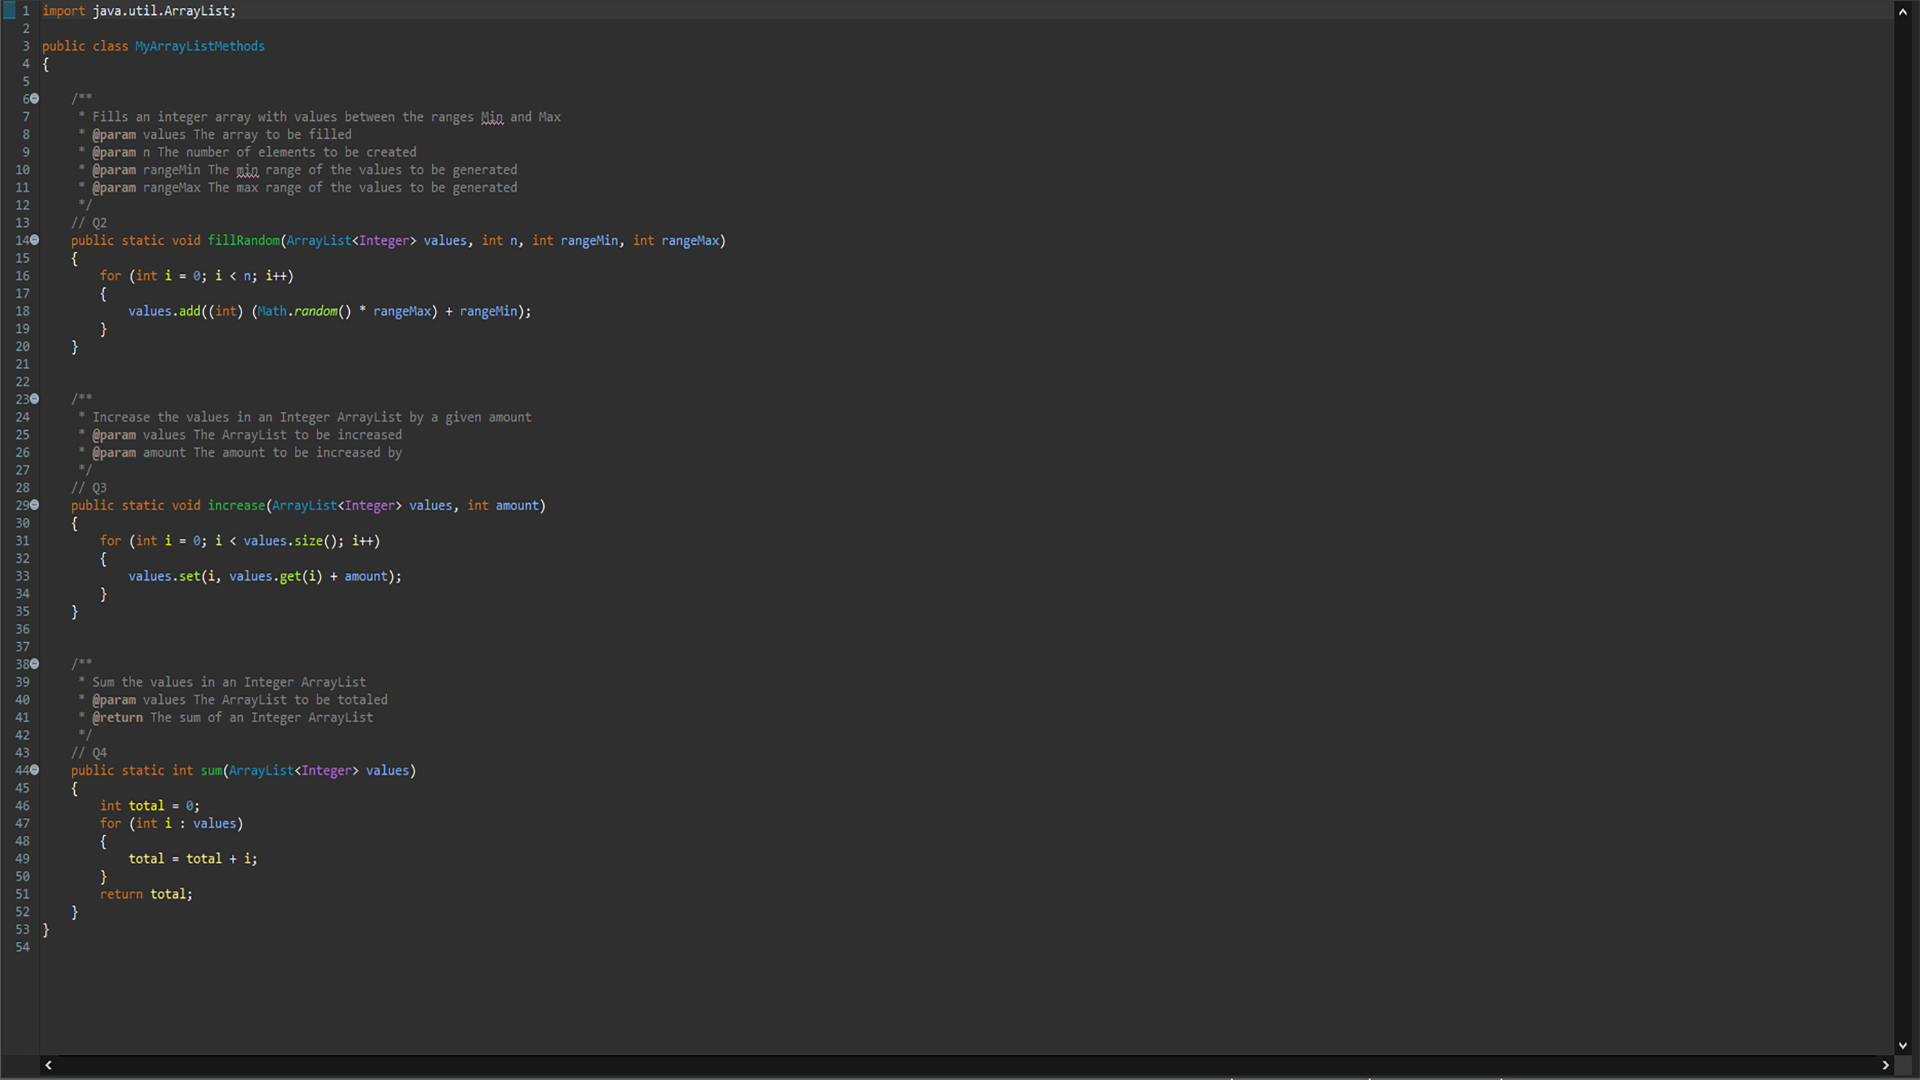 1 import java.util.ArrayList;
2
3 public class MyArrayListMethods
4 {
5
6 /**
7 * Fills an integer array with values between the ranges Min and Max
8 * @param values The array to be filled
9 * @param n The number of elements to be created
10 * @param rangeMin The min range of the values to be generated
11 * @param rangeMax The max range of the values to be generated
12 */
13 // Q2
14 public static void fillRandom(ArrayList<Integer> values, int n, int rangeMin, int rangeMax)
15 {
16 for (int i = 0; i < n; i++)
17 {
18 values.add((int) (Math.random() * rangeMax) + rangeMin);
19 }
20 }
21
22
23 /**
24 * Increase the values in an Integer ArrayList by a given amount
25 * @param values The ArrayList to be increased
26 * @param amount The amount to be increased by
27 */
28 // Q3
29 public static void increase(ArrayList<Integer> values, int amount)
30 {
31 for (int i = 0; i < values.size(); i++)
32 {
33 values.set(i, values.get(i) + amount);
34 }
35 }
36
37
38 /**
39 * Sum the values in an Integer ArrayList
40 * @param values The ArrayList to be totaled
41 * @return The sum of an Integer ArrayList
42 */
43 // Q4
44 public static int sum(ArrayList<Integer> values)
45 {
46 int total = 0;
47 for (int i : values)
48 {
49 total = total + i;
50 }
51 return total;
52 }
53 }
54